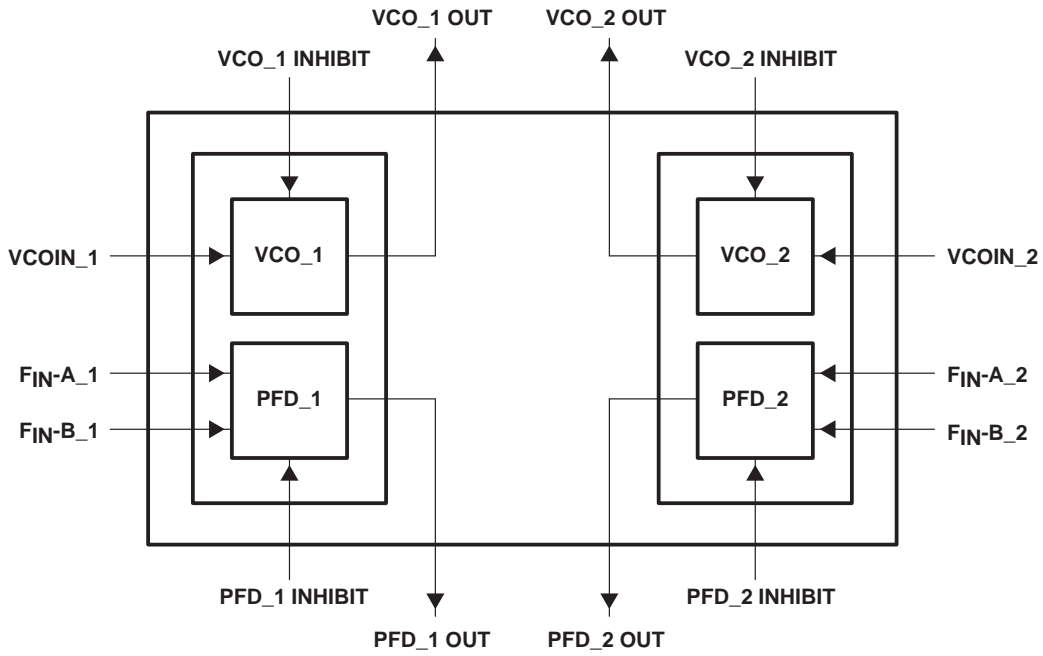 VCO_1 OUT
VCO_2 OUT
VCO_1 INHIBIT
VCO_2 INHIBIT
VCOIN_1
VCO_1
VCO_2
VCOIN_2
FIN-A_1
PFD_1
PFD_2
FIN-A_2
FIN-B_1
FIN-B_2
PFD_1 INHIBIT
PFD_2 INHIBIT
PFD_1 OUT
PFD_2 OUT